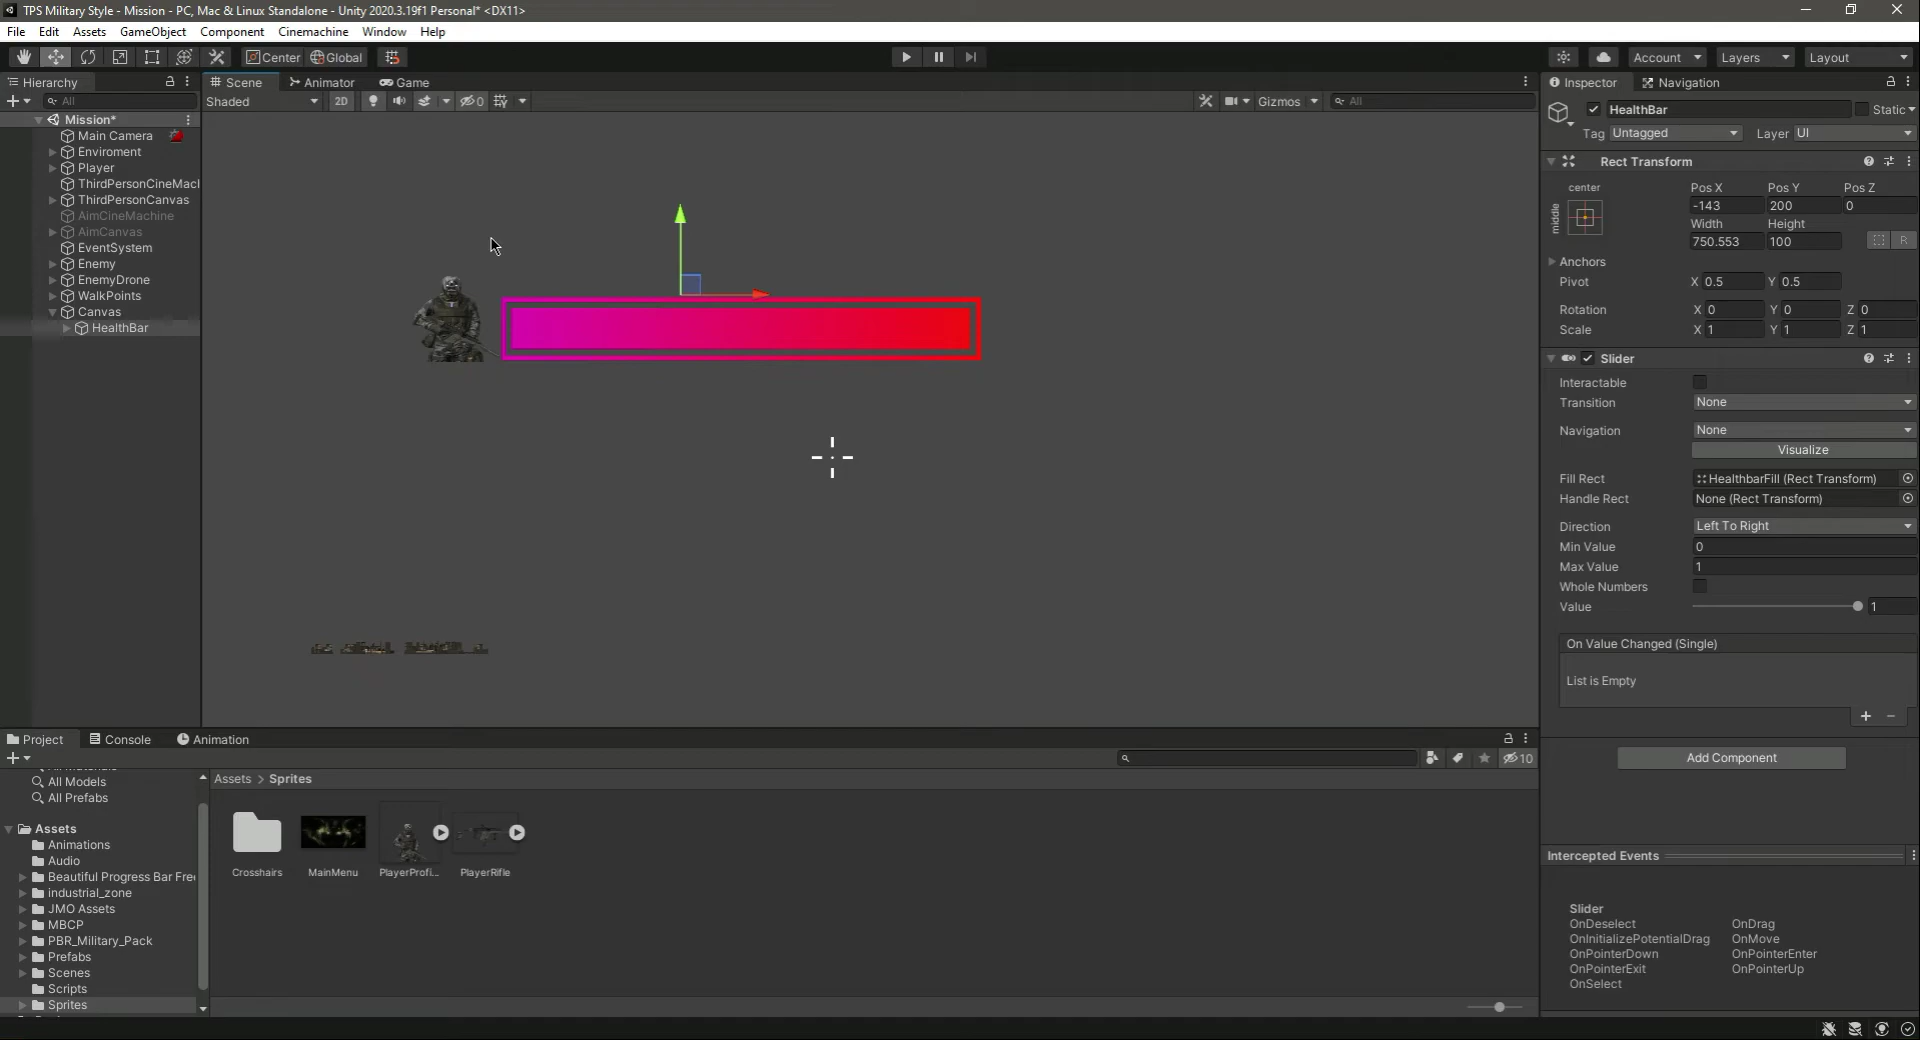 TPS Military Style - Mission - PC, Mac & Linux Standalone - Unity 2020.3.19f1 Personal* <DX11>
File Edit Assets GameObject Component Cinemachine Window Help
Center Global Account Layers Layout
Hierarchy
All
Mission*
Main Camera
Enviroment
Player
ThirdPersonCineMacl
ThirdPersonCanvas
AimCineMachine
AimCanvas
EventSystem
Enemy
EnemyDrone
WalkPoints
Canvas
HealthBar
Scene Animator Game
Shaded 2D 0 Gizmos All
Inspector Navigation
HealthBar Static
Tag Untagged Layer UI
Rect Transform
center
middle
Pos X Pos Y Pos Z
-143 200 0
Width Height
750.553 100 R
Anchors
Pivot X 0.5 Y 0.5
Rotation X 0 Y 0 Z 0
Scale X 1 Y 1 Z 1
Slider
Interactable
Transition None
Navigation None
Visualize
Fill Rect HealthbarFill (Rect Transform)
Handle Rect None (Rect Transform)
Direction Left To Right
Min Value 0
Max Value 1
Whole Numbers
Value 1
On Value Changed (Single)
List is Empty
+ -
Add Component
Intercepted Events
Slider
OnDeselect OnDrag
OnInitializePotentialDrag OnMove
OnPointerDown OnPointerEnter
OnPointerExit OnPointerUp
OnSelect
Project Console Animation
10
All Models
All Prefabs
Assets
Animations
Audio
Beautiful Progress Bar Fre
industrial_zone
JMO Assets
MBCP
PBR_Military_Pack
Prefabs
Scenes
Scripts
Sprites
Assets > Sprites
Crosshairs MainMenu PlayerProfi... PlayerRifle